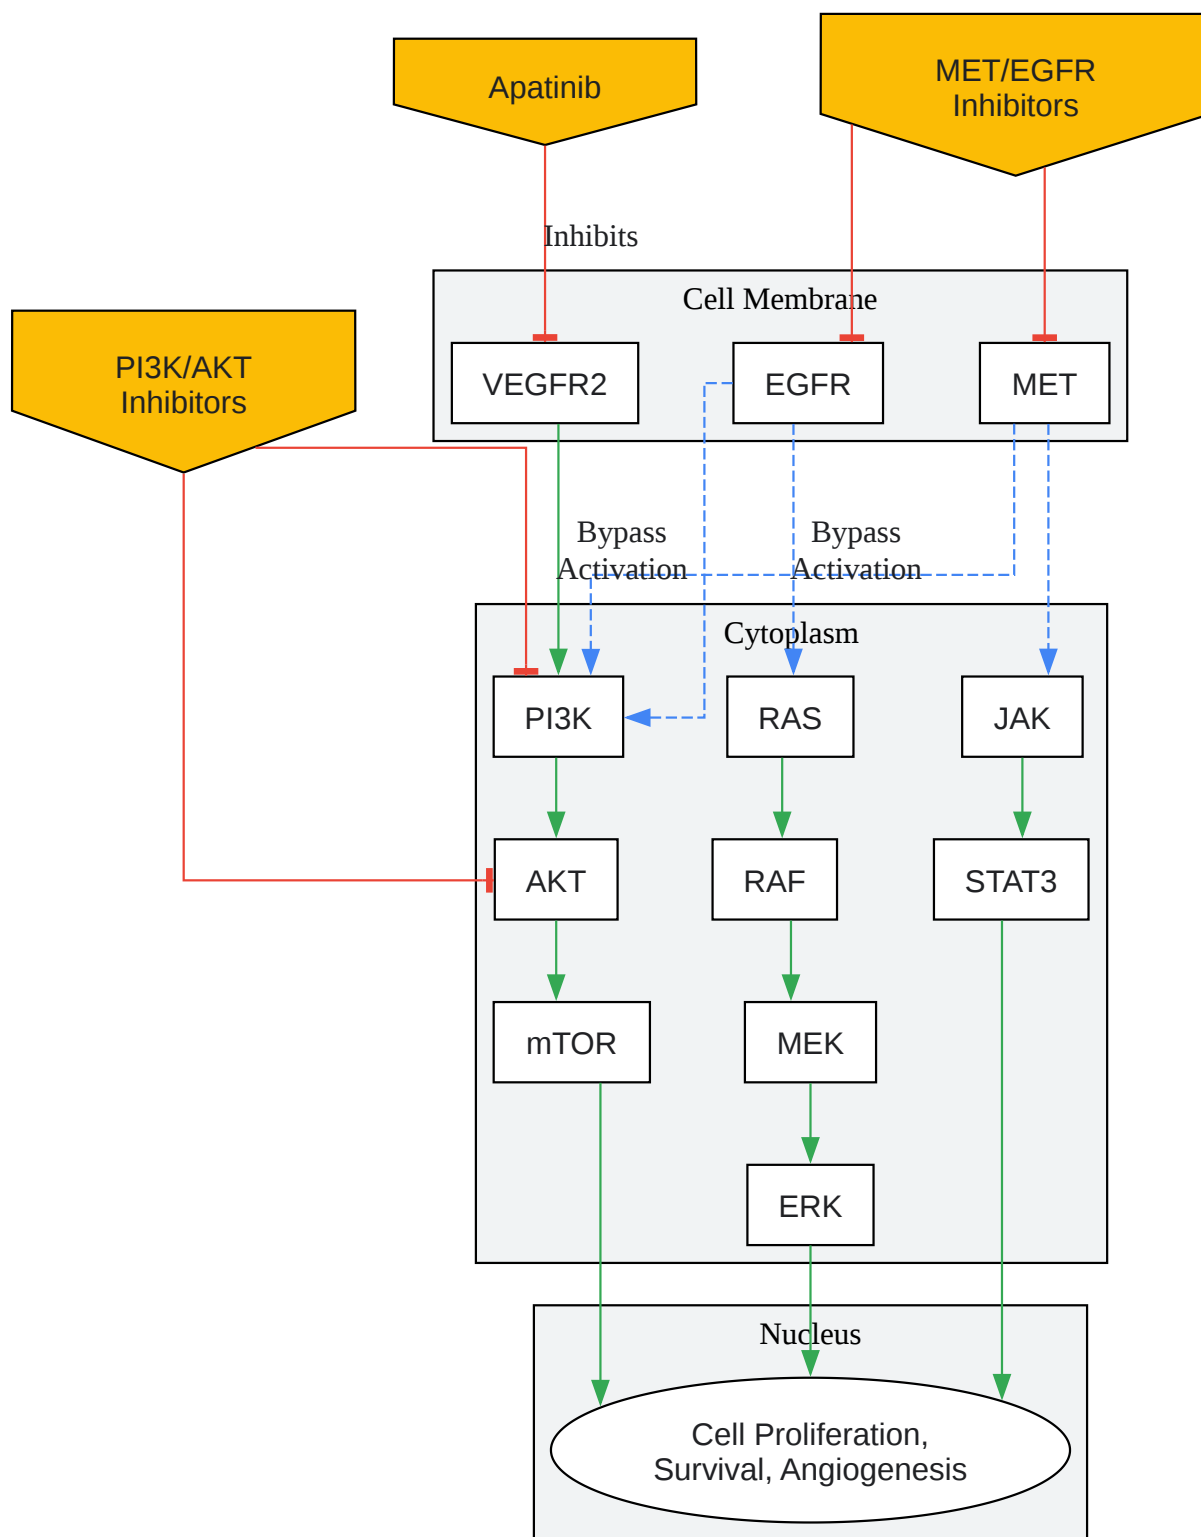 Apatinib
MET/EGFR
Inhibitors
Inhibits
Cell Membrane
PI3K/AKT
Inhibitors
VEGFR2
EGFR
MET
Bypass
Activation
Bypass
Activation
Cytoplasm
PI3K
RAS
JAK
AKT
RAF
STAT3
mTOR
MEK
ERK
Nucleus
Cell Proliferation,
Survival, Angiogenesis